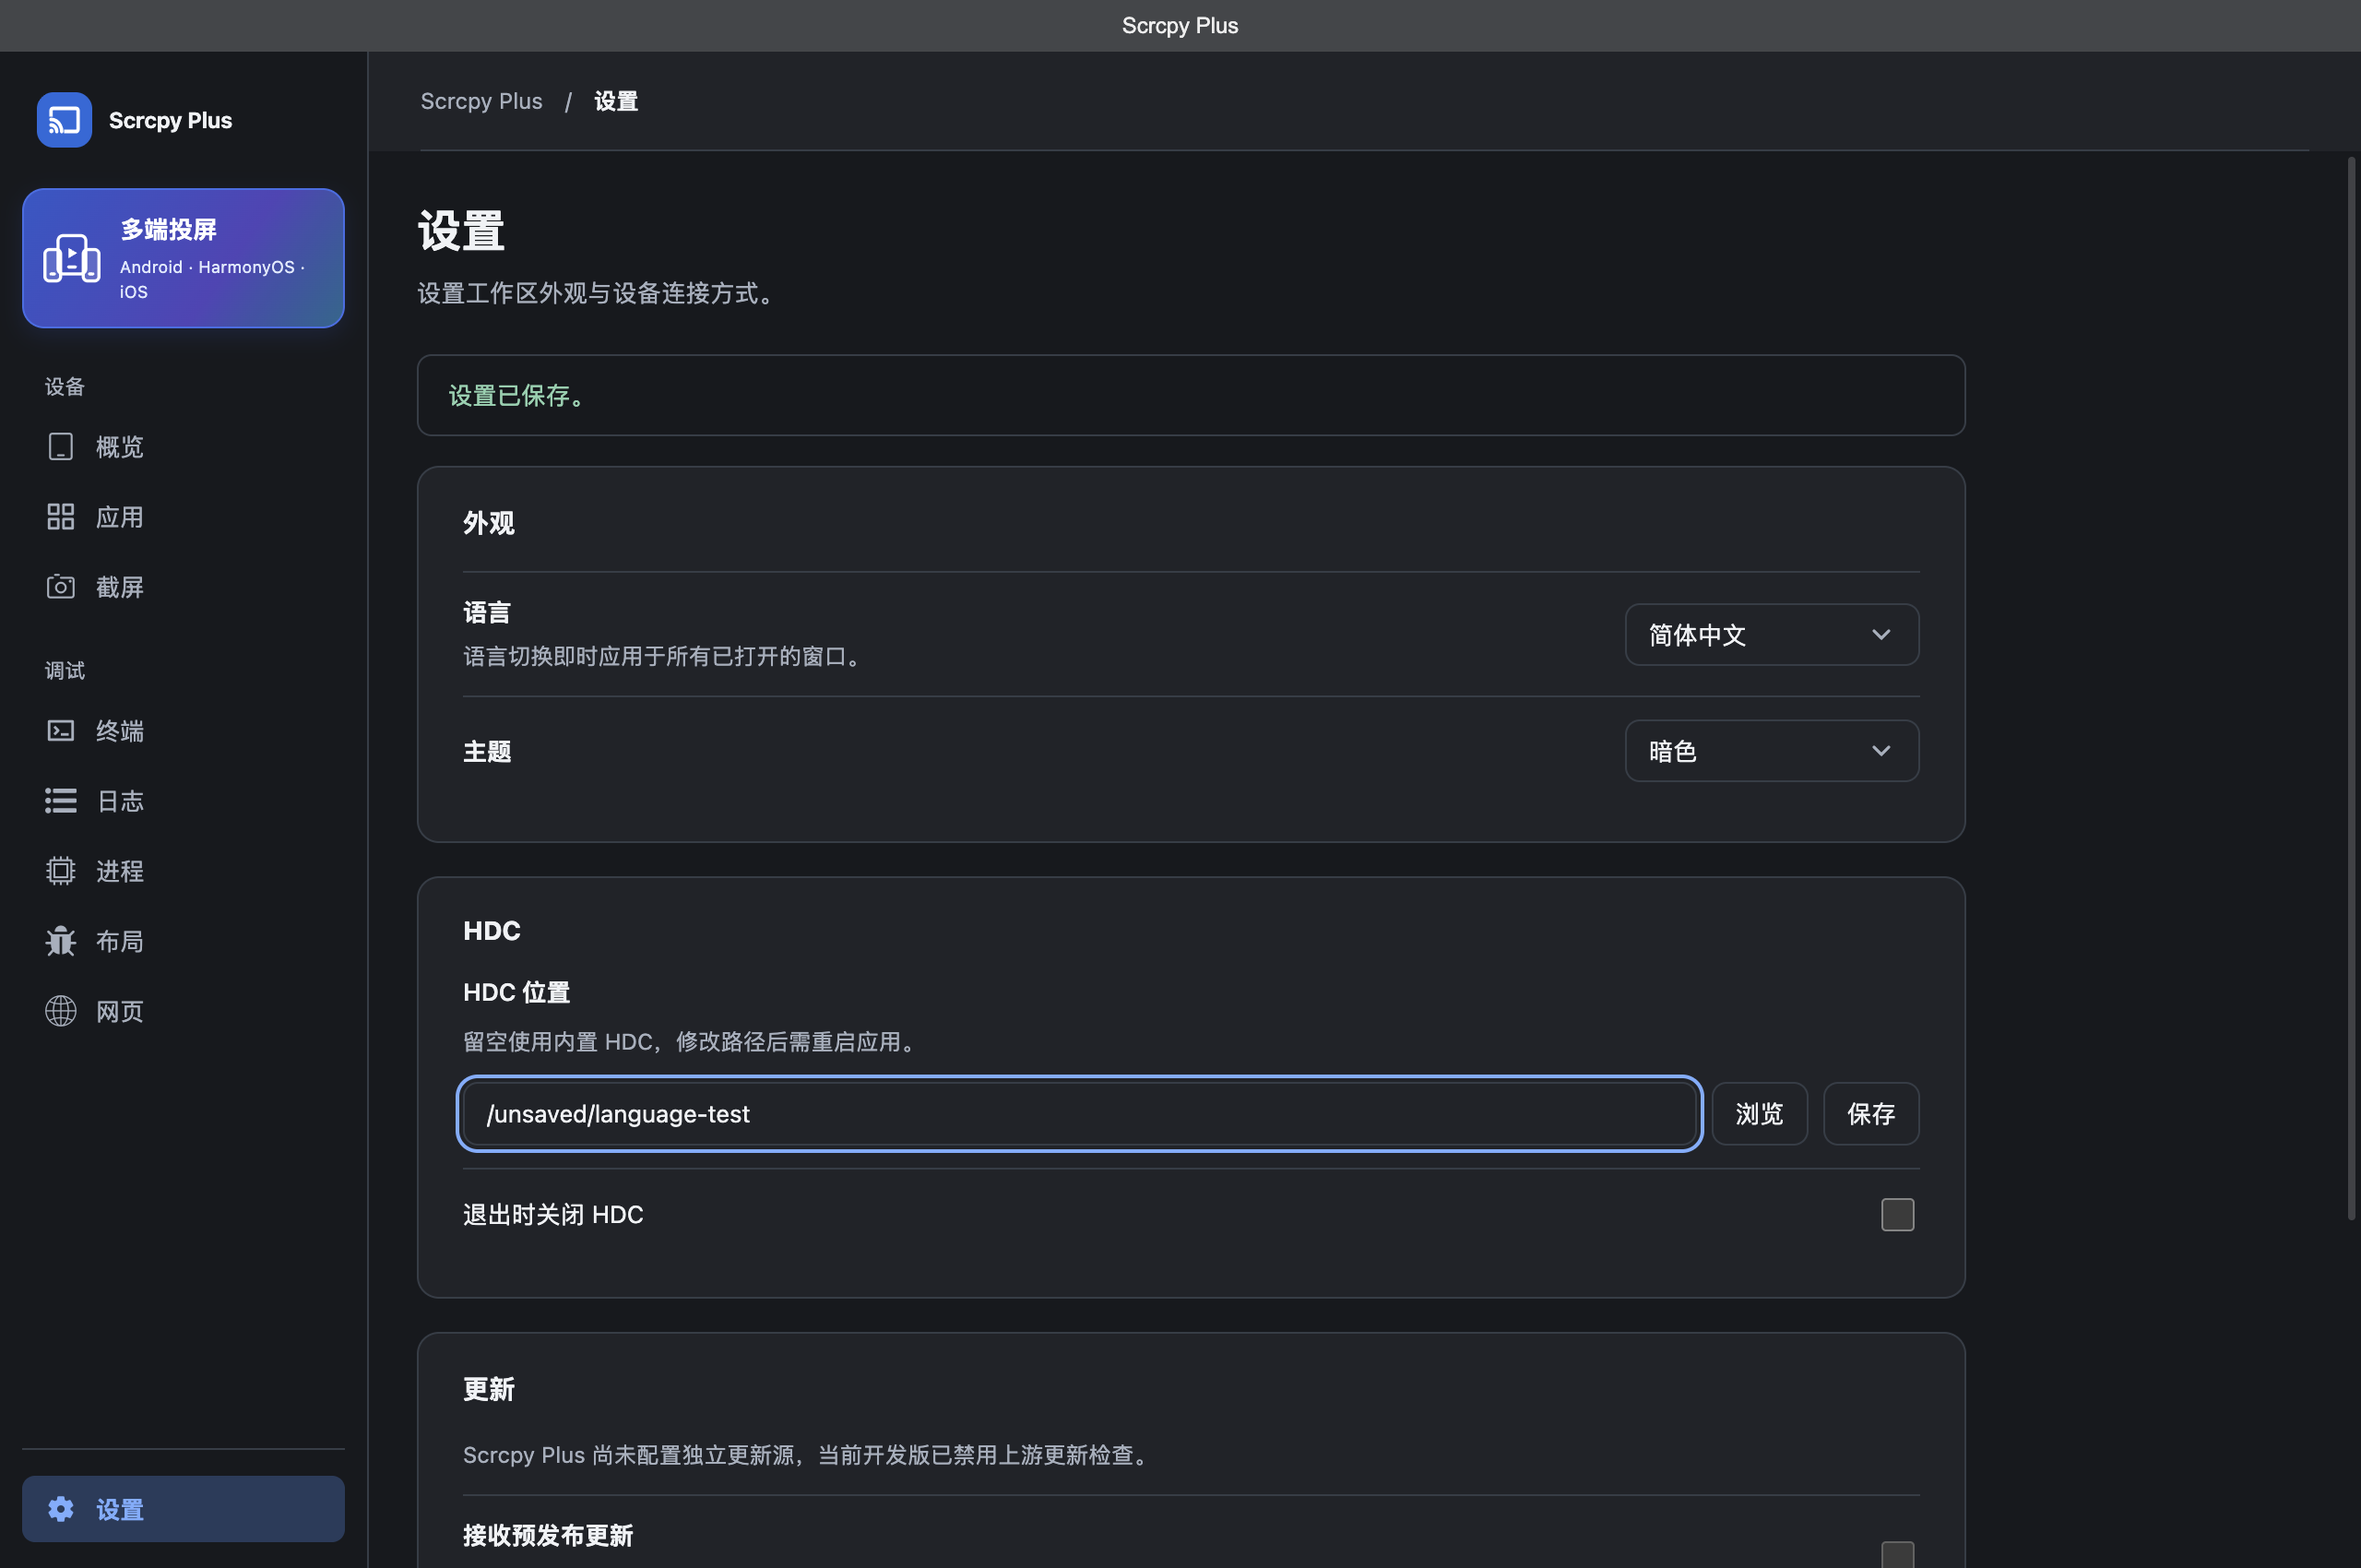 Scrcpy Plus
Scrcpy Plus
多端投屏
Android · HarmonyOS ·
iOS
设备
概览
应用
截屏
调试
终端
日志
进程
布局
网页
设置
Scrcpy Plus / 设置
设置
设置工作区外观与设备连接方式。
设置已保存。
外观
语言
语言切换即时应用于所有已打开的窗口。
简体中文
主题
暗色
HDC
HDC 位置
留空使用内置 HDC，修改路径后需重启应用。
/unsaved/language-test
浏览
保存
退出时关闭 HDC
更新
Scrcpy Plus 尚未配置独立更新源，当前开发版已禁用上游更新检查。
接收预发布更新